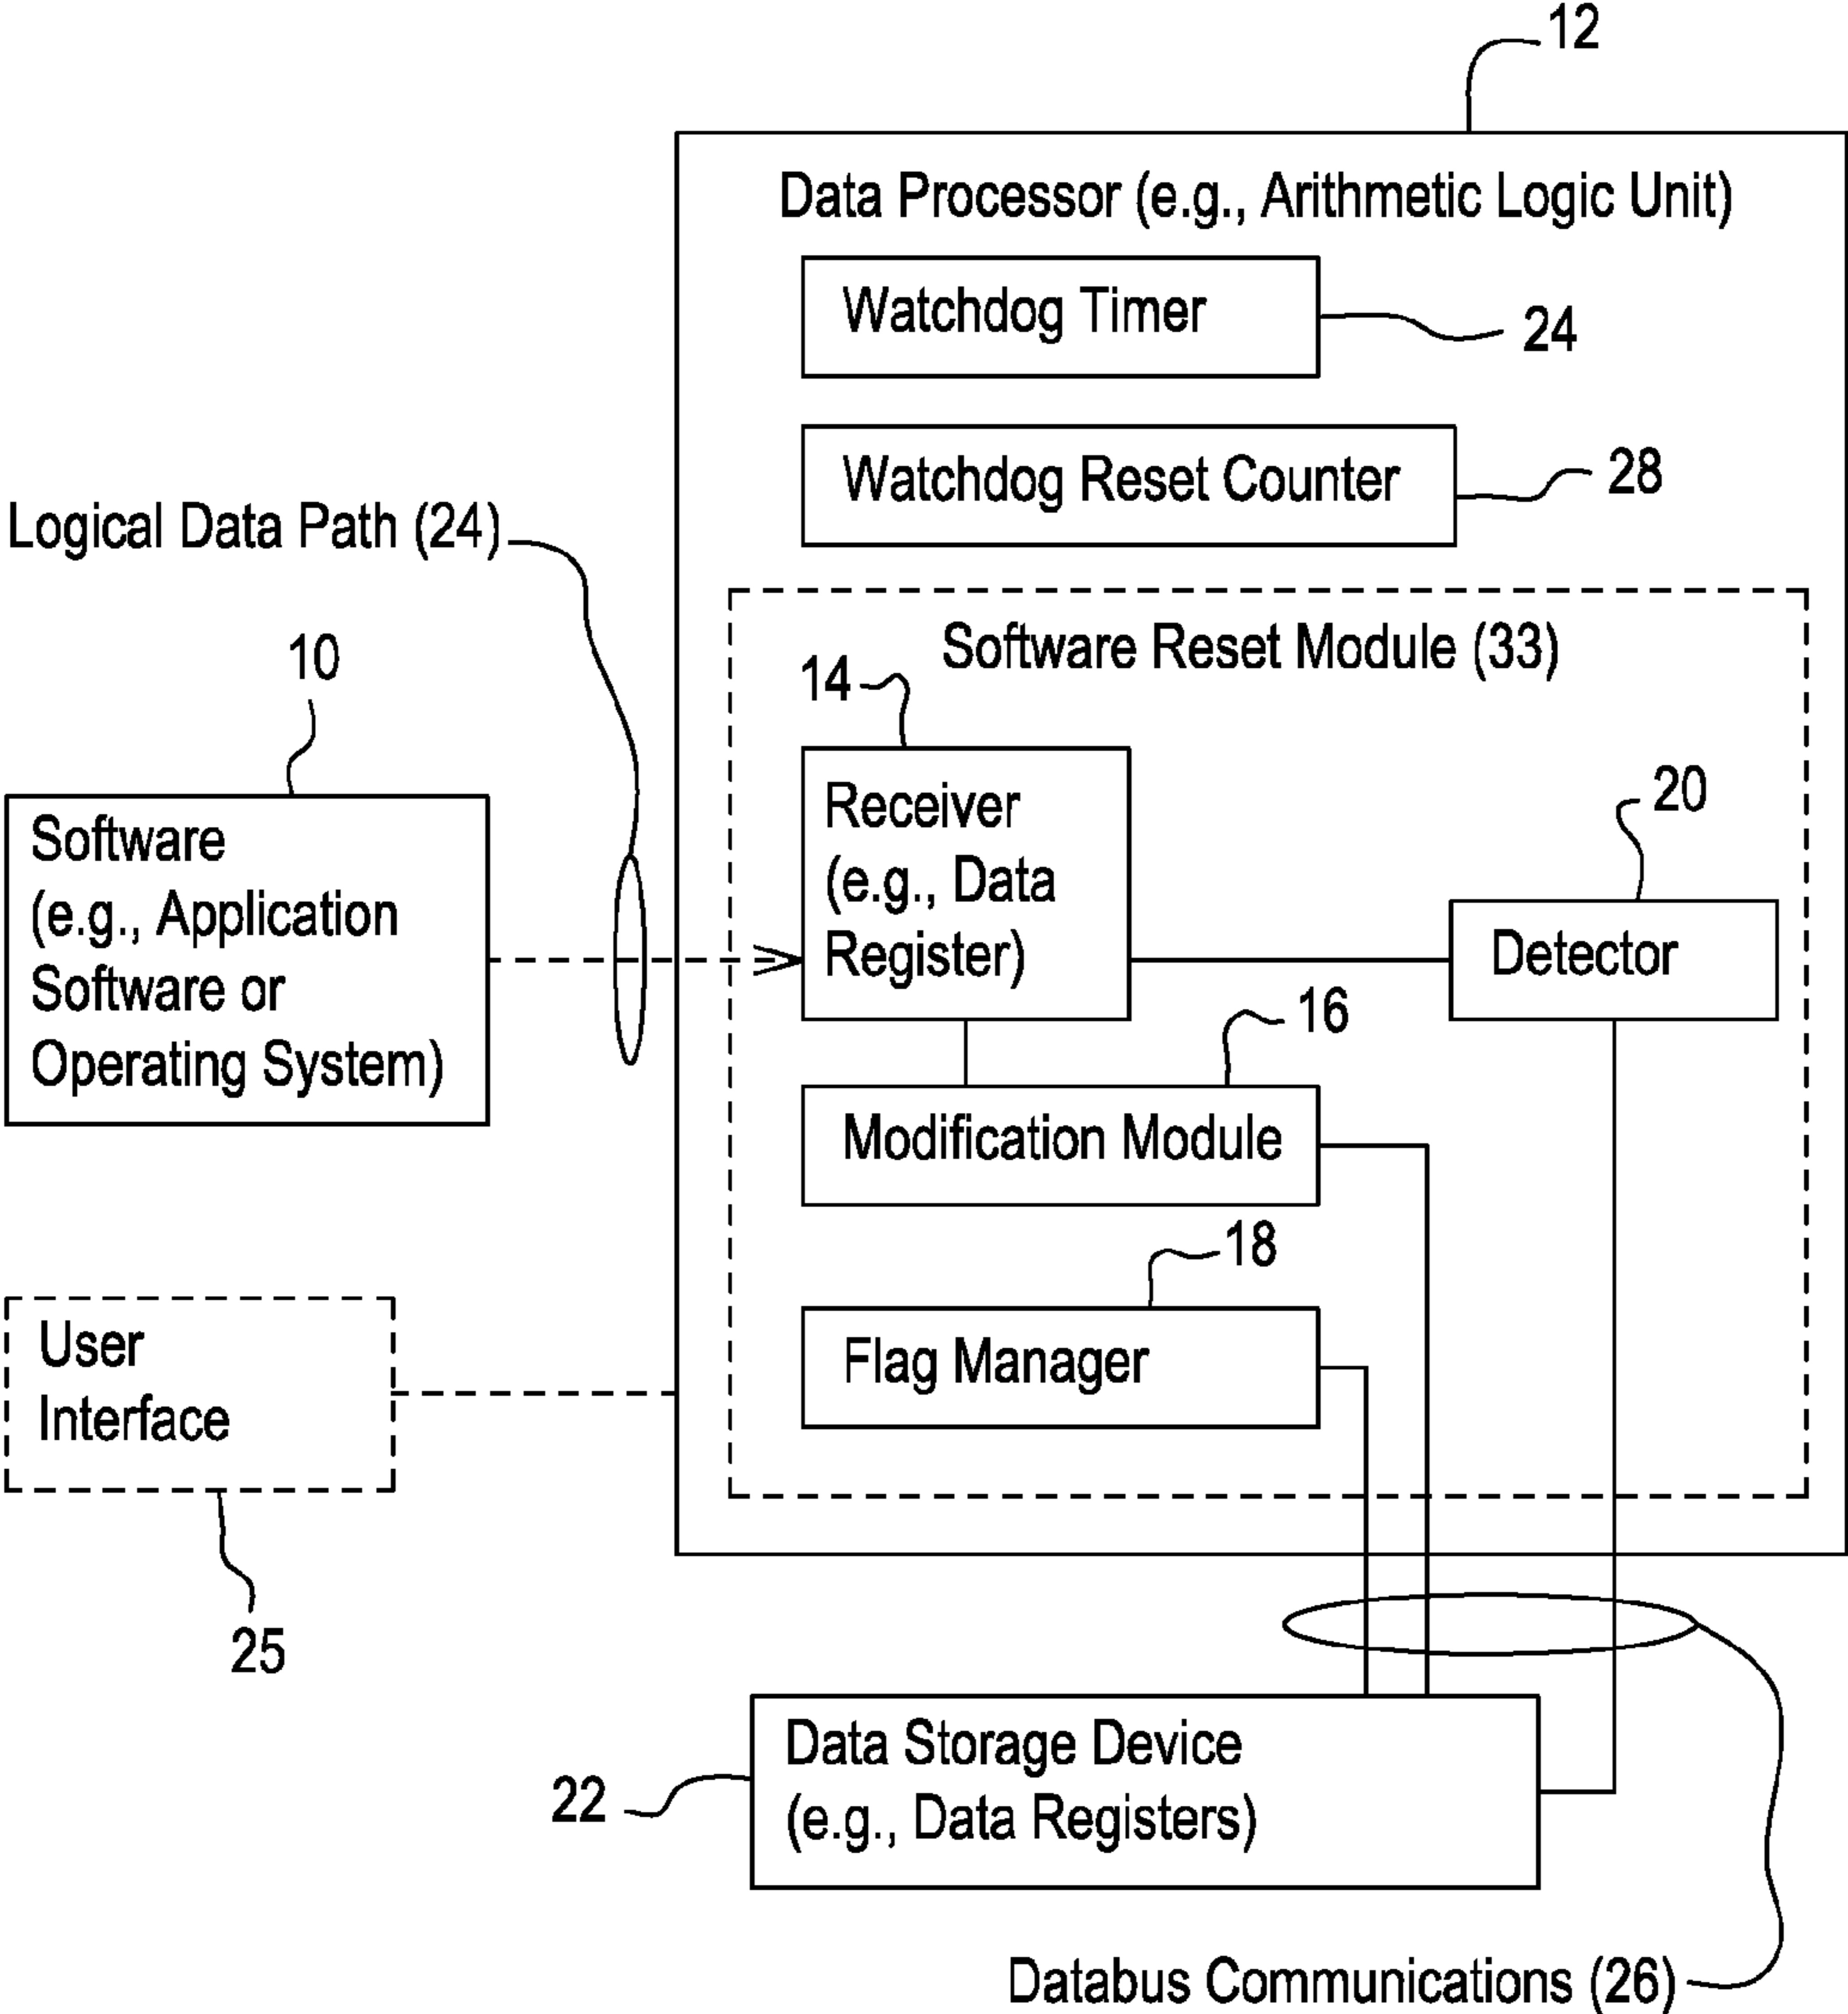 12
Data Processor (e.g., Arithmetic Logic Unit)
Watchdog Timer
24
Watchdog Reset Counter
28
Logical Data Path (24)
Software Reset Module (33)
10
14
Receiver
(e.g., Data
Register)
20
Detector
Software
(e.g., Application
Software or
Operating System)
16
Modification Module
18
Flag Manager
User
Interface
25
Data Storage Device
(e.g., Data Registers)
22
Databus Communications (26)